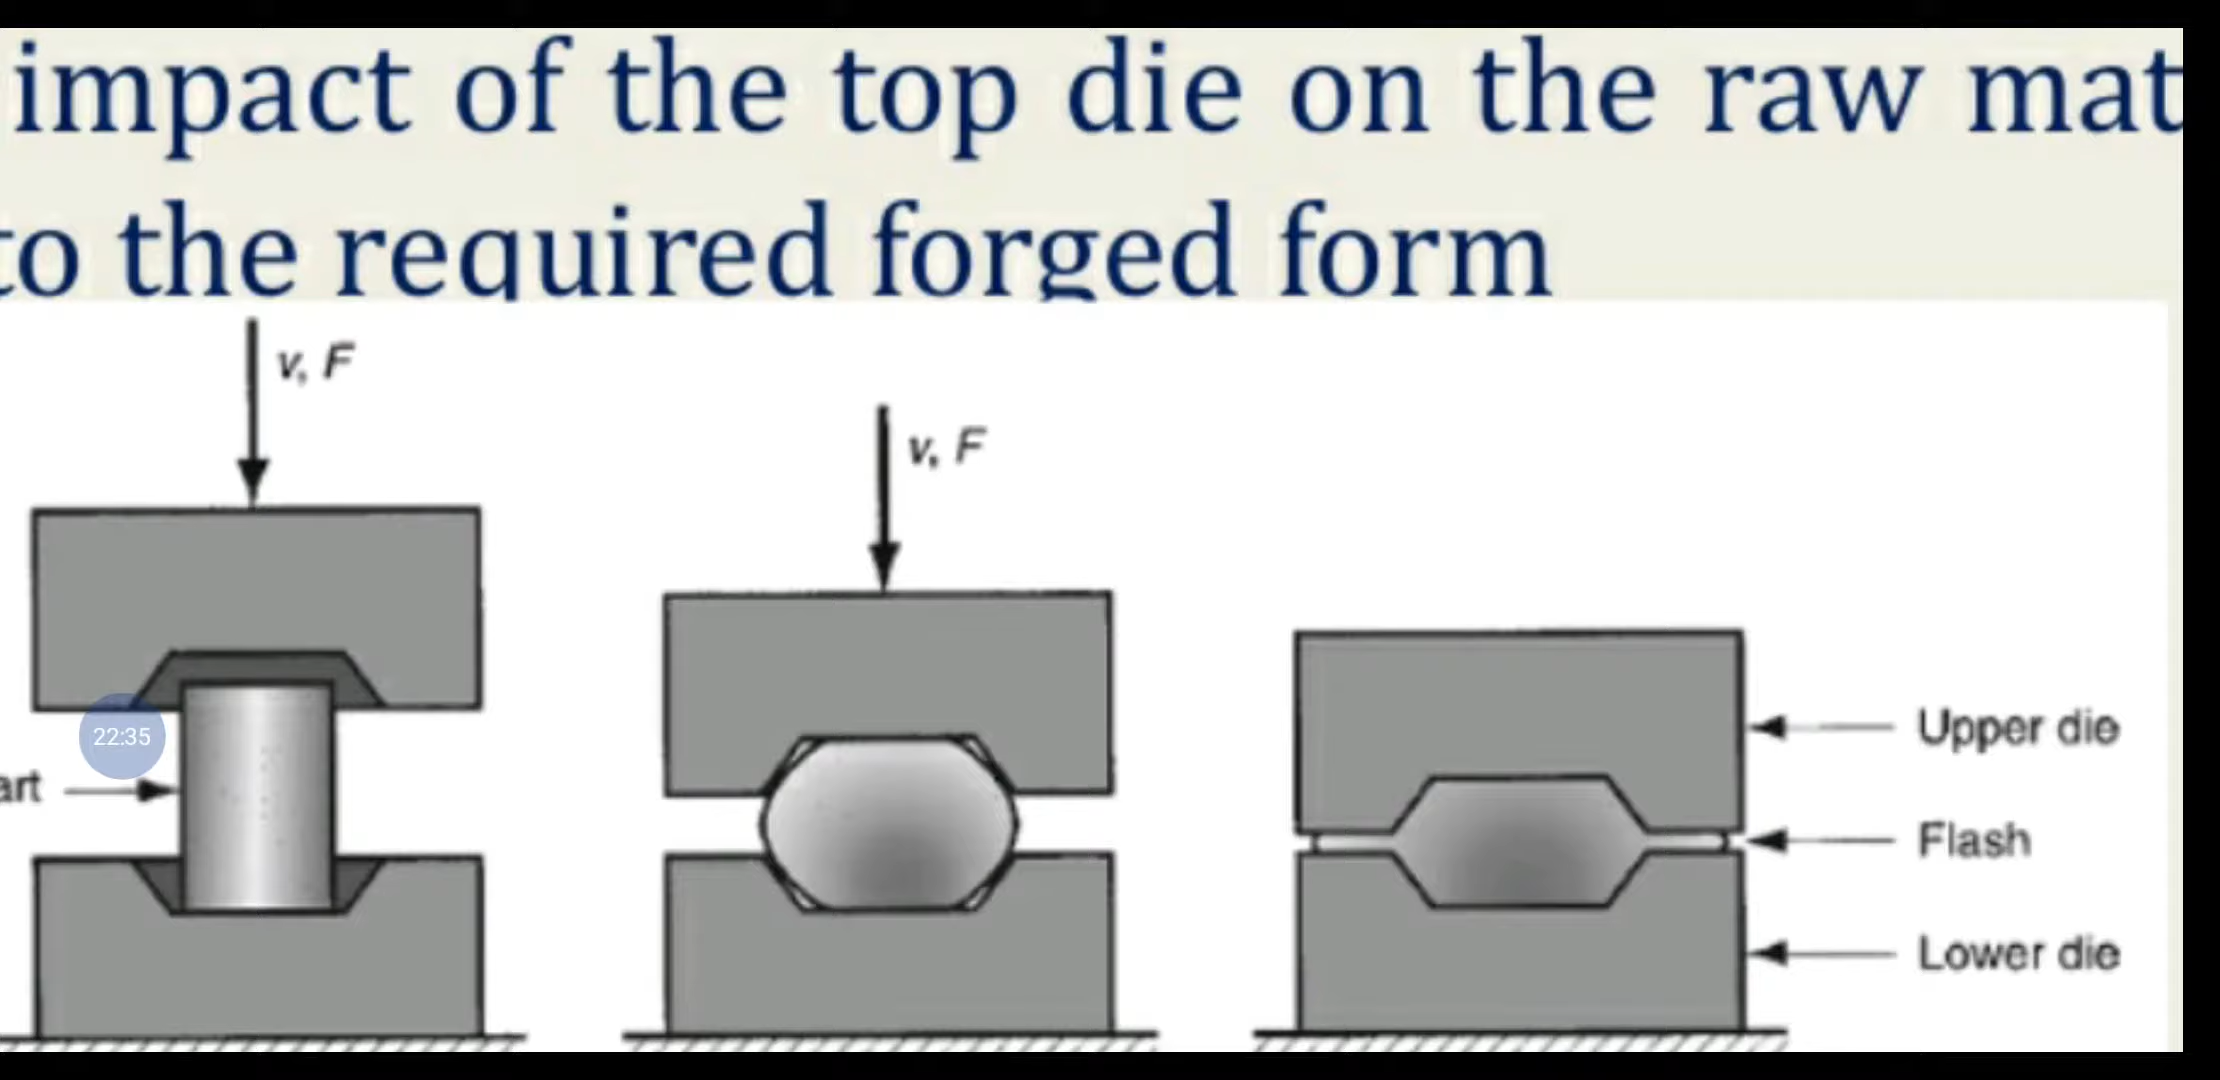 impact of the top die on the raw mat
to the required forged form
v, F
v, F
22:35
art
Upper die
Flash
Lower die